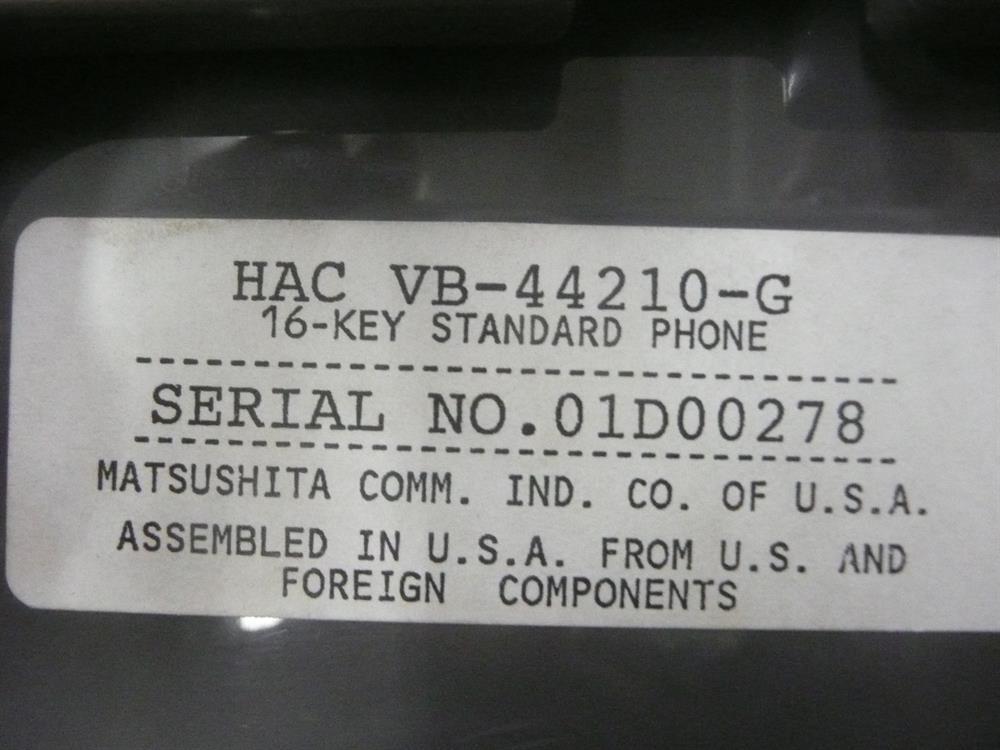 HAC VB-44210-G
16-KEY STANDARD PHONE
SERIAL NO.01D00278
MATSUSHITA COMM. IND. CO. OF U.S.A.
ASSEMBLED IN U.S.A. FROM U.S. AND
FOREIGN COMPONENTS